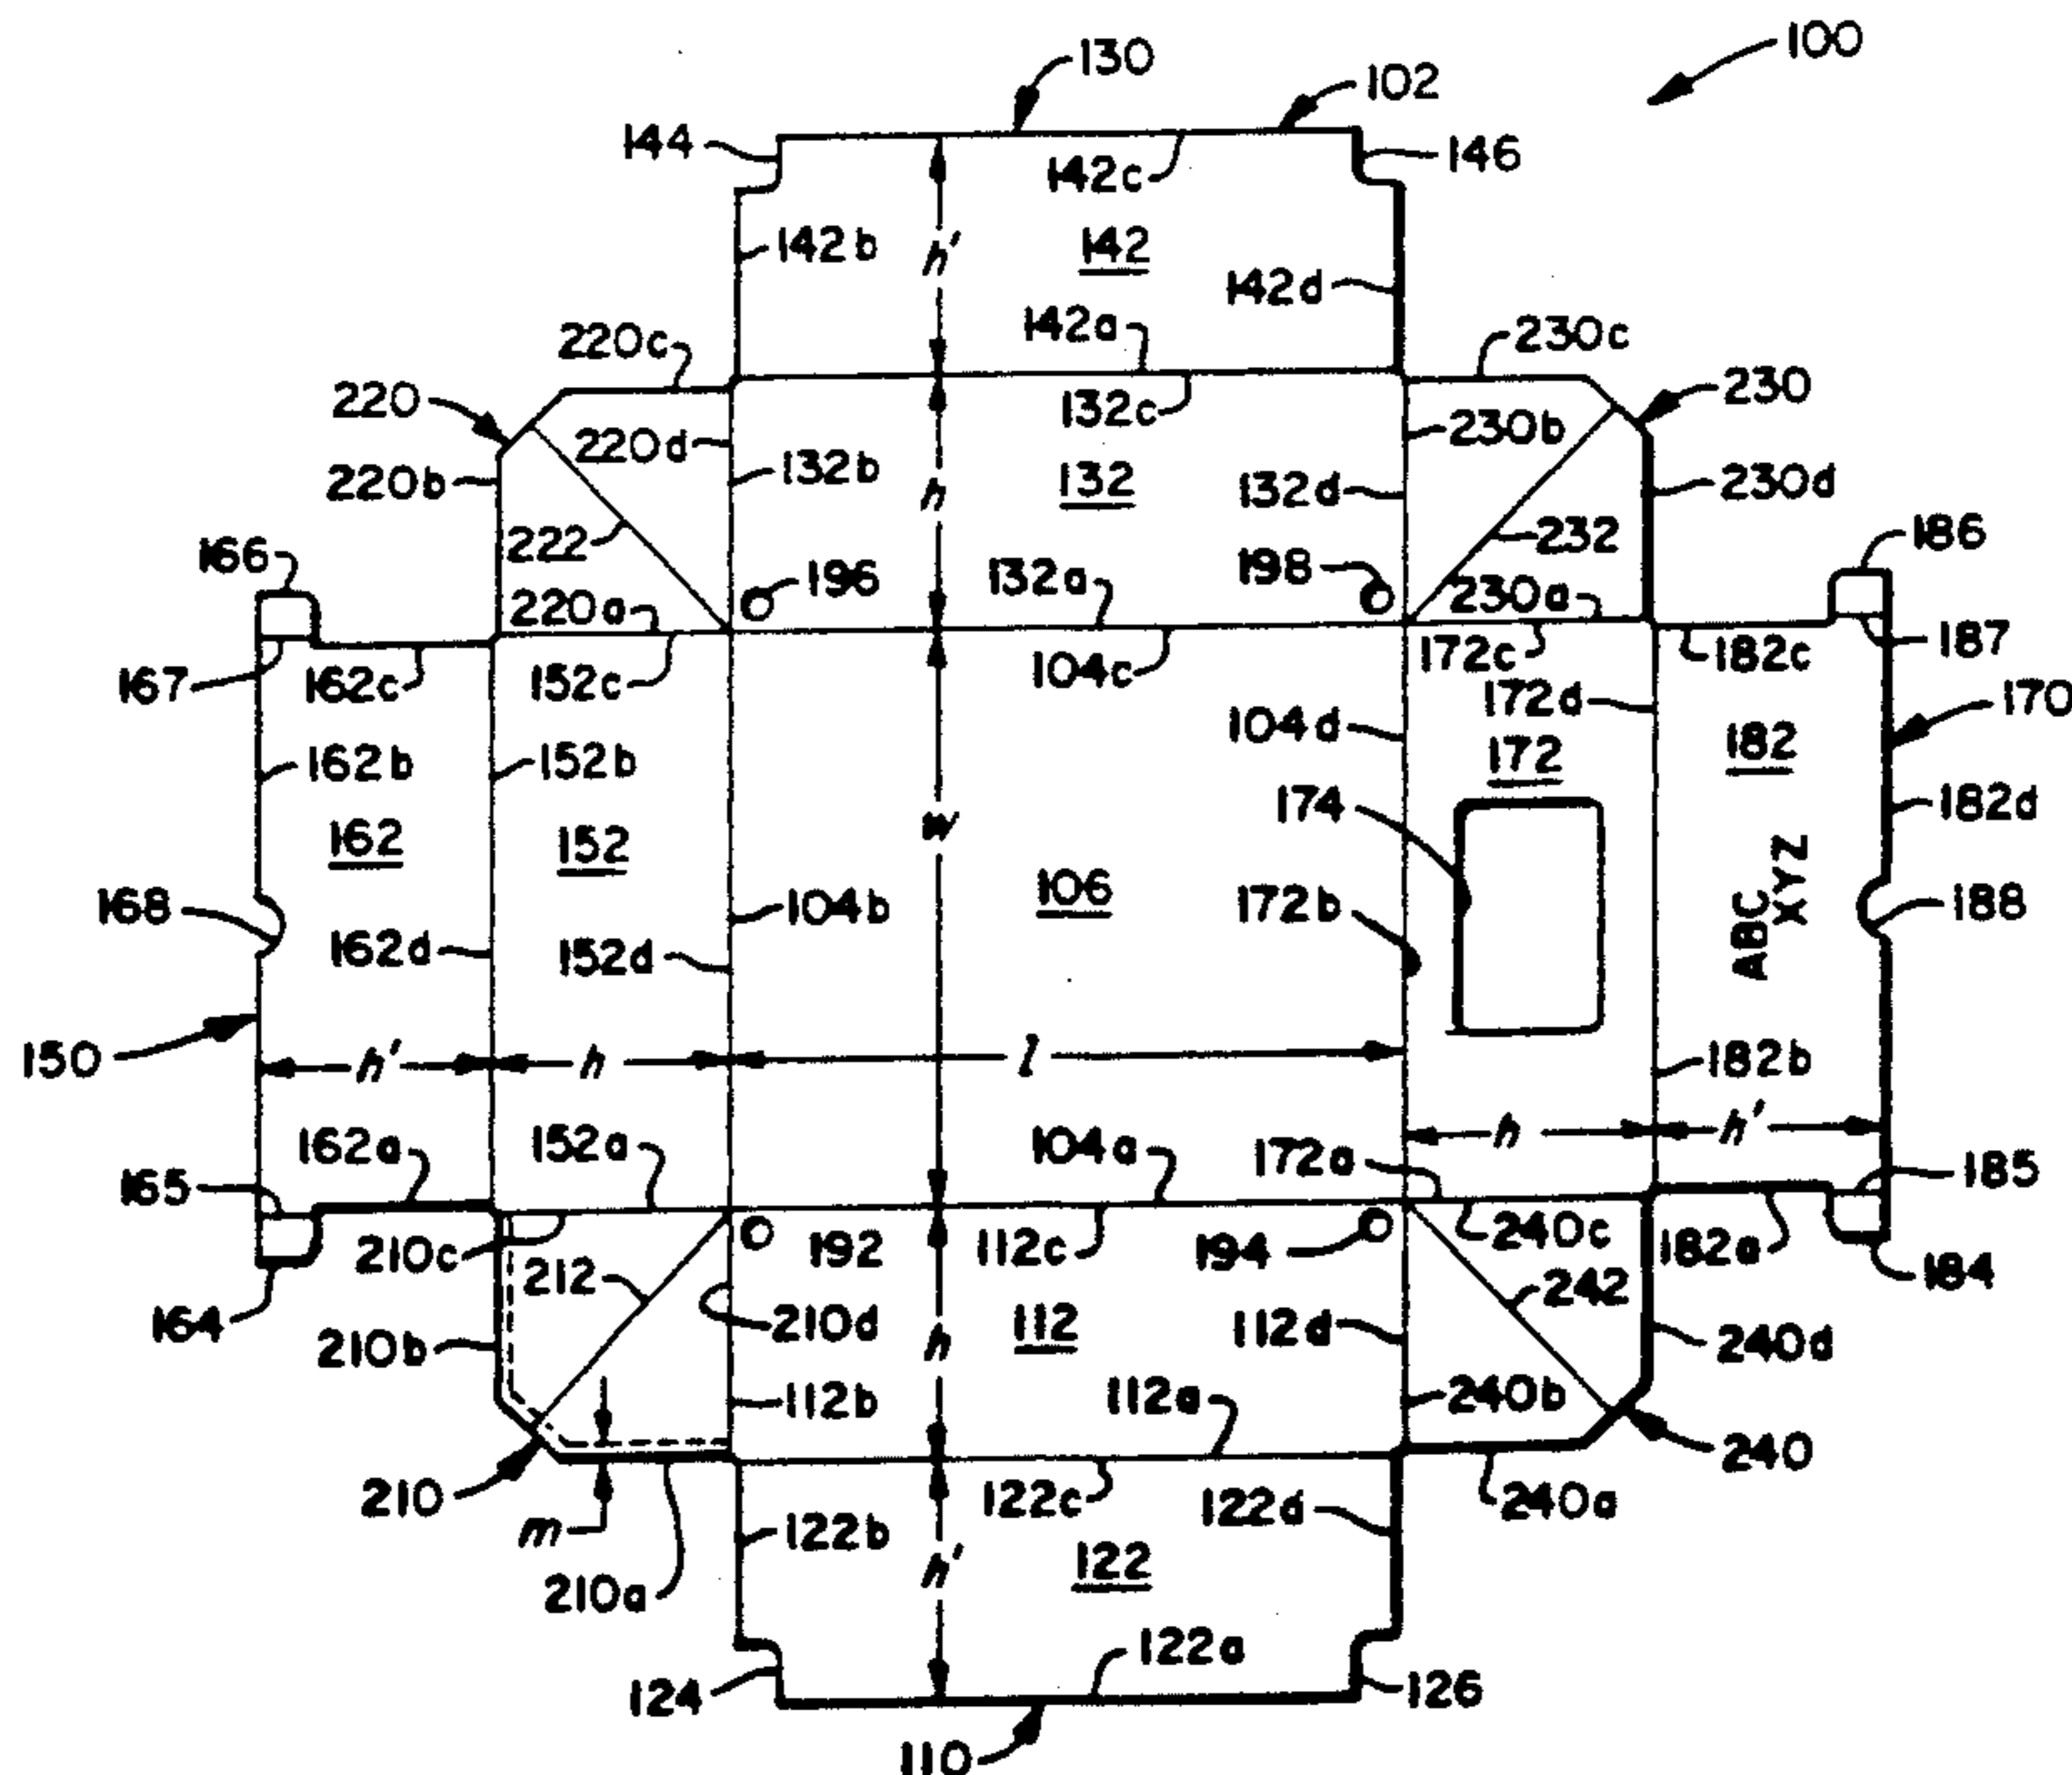 100
130
102
144
146
142c
142b
h'
142
142d
142a
220c
230c
220
132c
230
220d
230b
220b
132b
h
132
132d
230d
222
232
166
196
132a
198
186
220a
230a
167
162c
152c
104c
172c
182c
187
172d
170
104d
162b
152b
172
182
174
182d
w
162
152
168
104b
106
172b
ABC
XYZ
188
162d
152d
150
h'
h
l
182b
h
h'
162a
152a
104a
172a
165
185
210c
192
112c
194
240c
182a
212
242
184
164
210b
210d
h
112
112d
240d
112b
112a
240b
210
122c
122d
240
240a
m
122b
h'
122
210a
122a
124
126
110